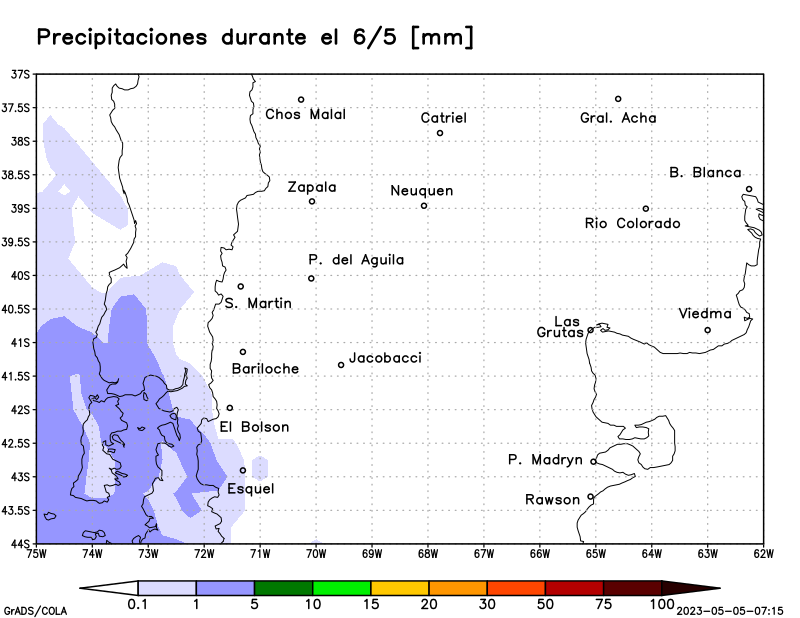 Precipitaciones durante el 6/5 [mm]
37S
37.5S
38S
38.5S
39S
39.5S
40S
40.5S
41S
41.5S
42S
42.5S
43S
43.5S
44S
Chos Malal
Catriel
Gral. Acha
B. Blanca
Zapala
Neuquen
Rio Colorado
P. del Aguila
S. Martin
Las
Grutas
Viedma
Bariloche
Jacobacci
El Bolson
P. Madryn
Esquel
Rawson
75W 74W 73W 72W 71W 70W 69W 68W 67W 66W 65W 64W 63W 62W
0.1 1 5 10 15 20 30 50 75 100
GrADS/COLA
2023-05-05-07:15